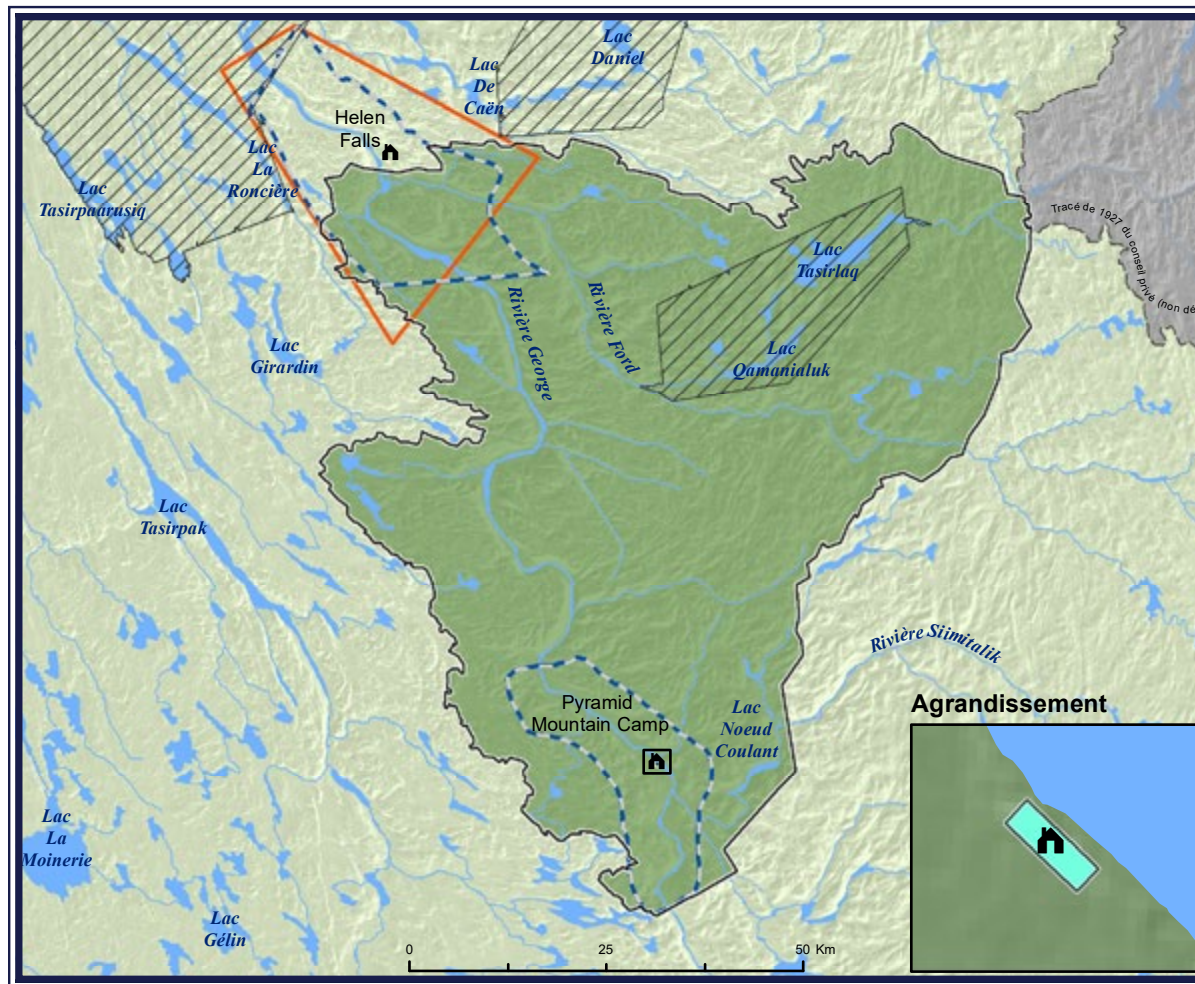 Lac
Daniel
Lac
De
Caën
Helen
Falls
Lac
La
Roncière
Lac
Tasirpaarusiq
Tracé de 1927 du conseil privé (non dé
Lac
Tasirlaq
Rivière George
Rivière Ford
Lac
Girardin
Lac
Qamanialuk
Lac
Tasirpak
Rivière Siimitalik
Pyramid
Mountain Camp
Lac
Noeud
Coulant
Agrandissement
Lac
La
Moinerie
Lac
Gélin
0 25 50 Km